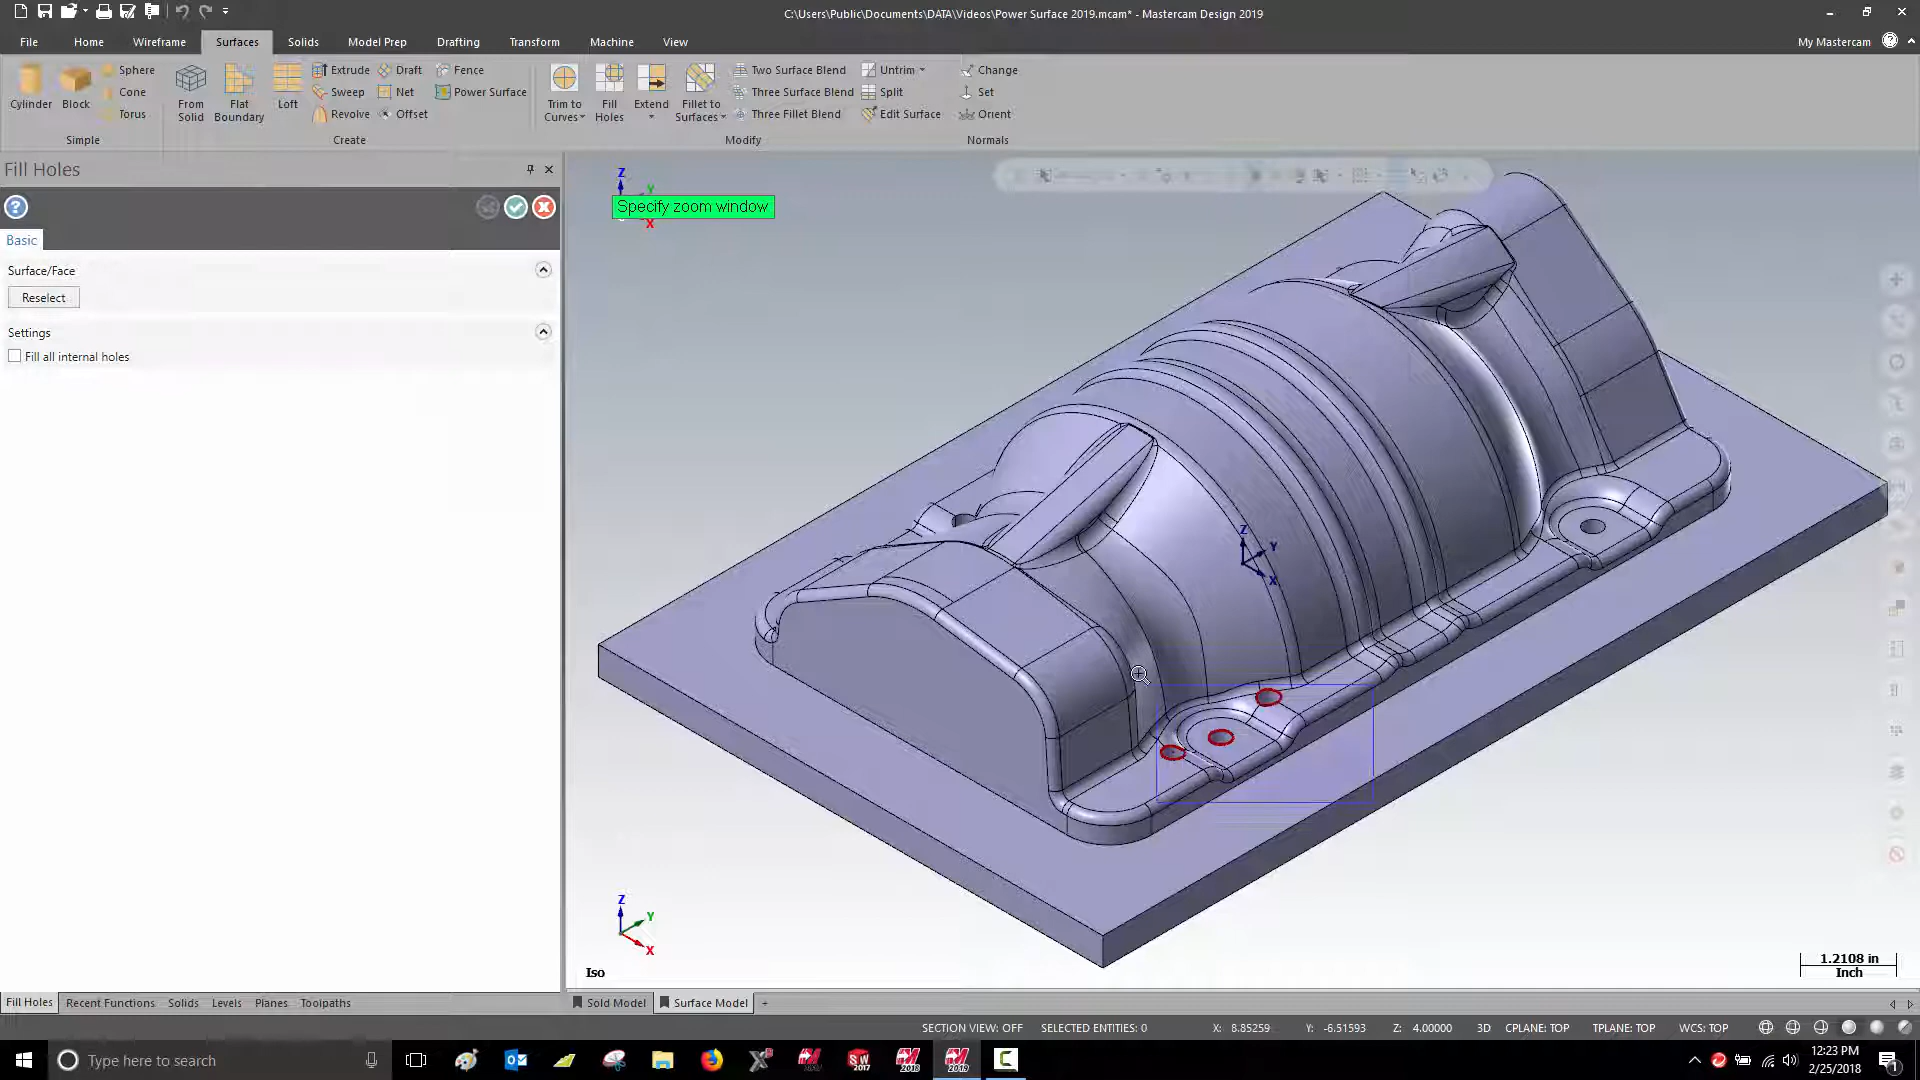 C:\Users\Public\Documents\DATA\Videos\Power Surface 2019.mcam* - Mastercam Design 2019
File Home Wireframe Surfaces Solids Model Prep Drafting Transform Machine View My Mastercam
Cylinder Block Sphere Cone Torus
Simple
From Solid Flat Boundary Loft Extrude Sweep Revolve Draft Net Offset Fence Power Surface
Create
Trim to Curves Fill Holes Extend Fillet to Surfaces Two Surface Blend Three Surface Blend Three Fillet Blend Untrim Split Edit Surface
Modify
Change Set Orient
Normals
Fill Holes
Basic
Surface/Face
Reselect
Settings
Fill all internal holes
Z
Y
Specify zoom window
X
Z
Y
X
Z
Y
X
Iso
1.2108 in
Inch
Fill Holes Recent Functions Solids Levels Planes Toolpaths
Sold Model Surface Model +
SECTION VIEW: OFF SELECTED ENTITIES: 0 X: 8.85259 Y: -6.51593 Z: 4.00000 3D CPLANE: TOP TPLANE: TOP WCS: TOP
Type here to search
SW
2017
2018
2019
12:23 PM
2/25/2018
1